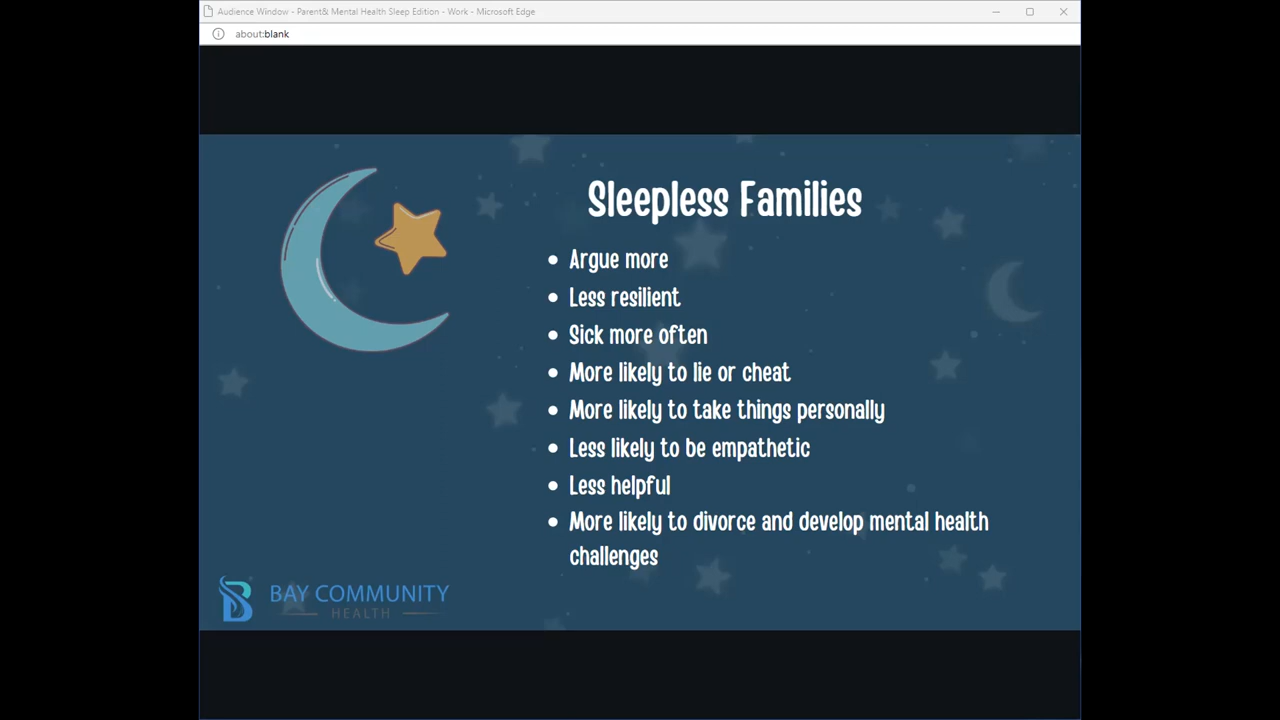 Audience Window - Parent& Mental Health Sleep Edition - Work - Microsoft Edge
about:blank
Sleepless Families
• Argue more
• Less resilient
• Sick more often
• More likely to lie or cheat
• More likely to take things personally
• Less likely to be empathetic
• Less helpful
• More likely to divorce and develop mental health
challenges
BAY COMMUNITY
HEALTH